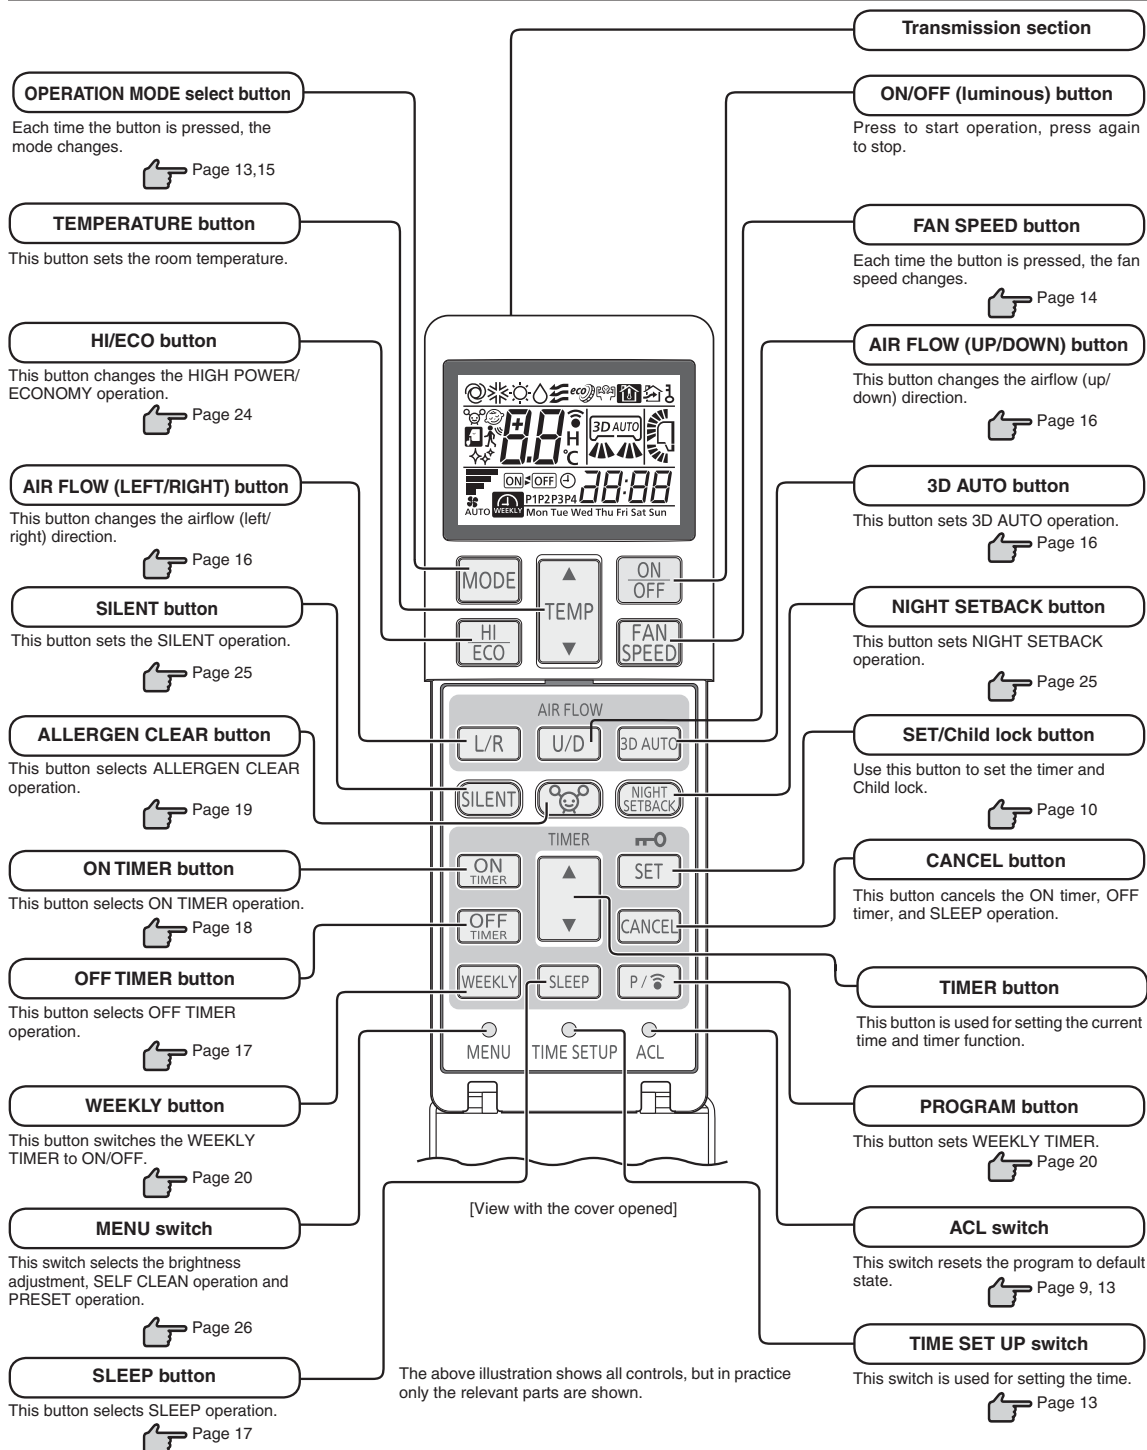 Transmission section
OPERATION MODE select button
Each time the button is pressed, the
mode changes.
Page 13,15
TEMPERATURE button
This button sets the room temperature.
HI/ECO button
This button changes the HIGH POWER/
ECONOMY operation.
Page 24
AIR FLOW (LEFT/RIGHT) button
This button changes the airflow (left/
right) direction.
Page 16
SILENT button
This button sets the SILENT operation.
Page 25
ALLERGEN CLEAR button
This button selects ALLERGEN CLEAR
operation.
Page 19
ON TIMER button
This button selects ON TIMER operation.
Page 18
OFF TIMER button
This button selects OFF TIMER
operation.
Page 17
WEEKLY button
This button switches the WEEKLY
TIMER to ON/OFF.
Page 20
MENU switch
This switch selects the brightness
adjustment, SELF CLEAN operation and
PRESET operation.
Page 26
SLEEP button
This button selects SLEEP operation.
Page 17
eco
3D AUTO
+8.8
H
°C
ON OFF
28:88
P1P2P3P4
AUTO WEEKLY Mon Tue Wed Thu Fri Sat Sun
MODE
TEMP
ON
OFF
HI
ECO
FAN
SPEED
AIR FLOW
L/R
U/D
3D AUTO
SILENT
NIGHT
SETBACK
TIMER
ON
TIMER
SET
OFF
TIMER
CANCEL
WEEKLY
SLEEP
P/
MENU
TIME SETUP
ACL
[View with the cover opened]
The above illustration shows all controls, but in practice
only the relevant parts are shown.
ON/OFF (luminous) button
Press to start operation, press again
to stop.
FAN SPEED button
Each time the button is pressed, the fan
speed changes.
Page 14
AIR FLOW (UP/DOWN) button
This button changes the airflow (up/
down) direction.
Page 16
3D AUTO button
This button sets 3D AUTO operation.
Page 16
NIGHT SETBACK button
This button sets NIGHT SETBACK
operation.
Page 25
SET/Child lock button
Use this button to set the timer and
Child lock.
Page 10
CANCEL button
This button cancels the ON timer, OFF
timer, and SLEEP operation.
TIMER button
This button is used for setting the current
time and timer function.
PROGRAM button
This button sets WEEKLY TIMER.
Page 20
ACL switch
This switch resets the program to default
state.
Page 9, 13
TIME SET UP switch
This switch is used for setting the time.
Page 13